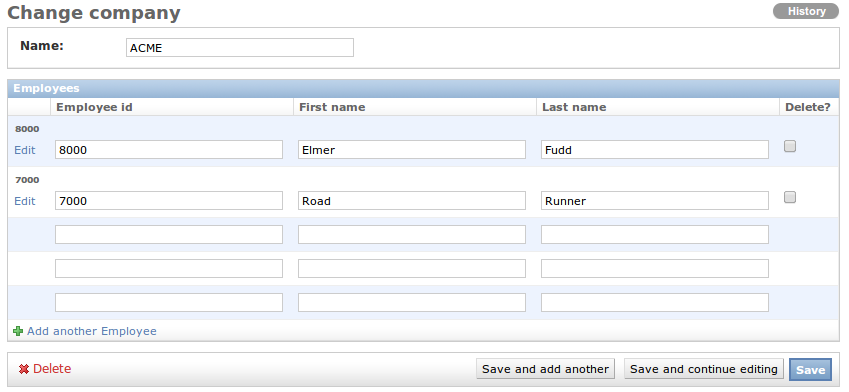 Change company
History
Name: ACME
Employees
Employee id First name Last name Delete?
8000
Edit 8000 Elmer Fudd
7000
Edit 7000 Road Runner
Add another Employee
Delete Save and add another Save and continue editing Save